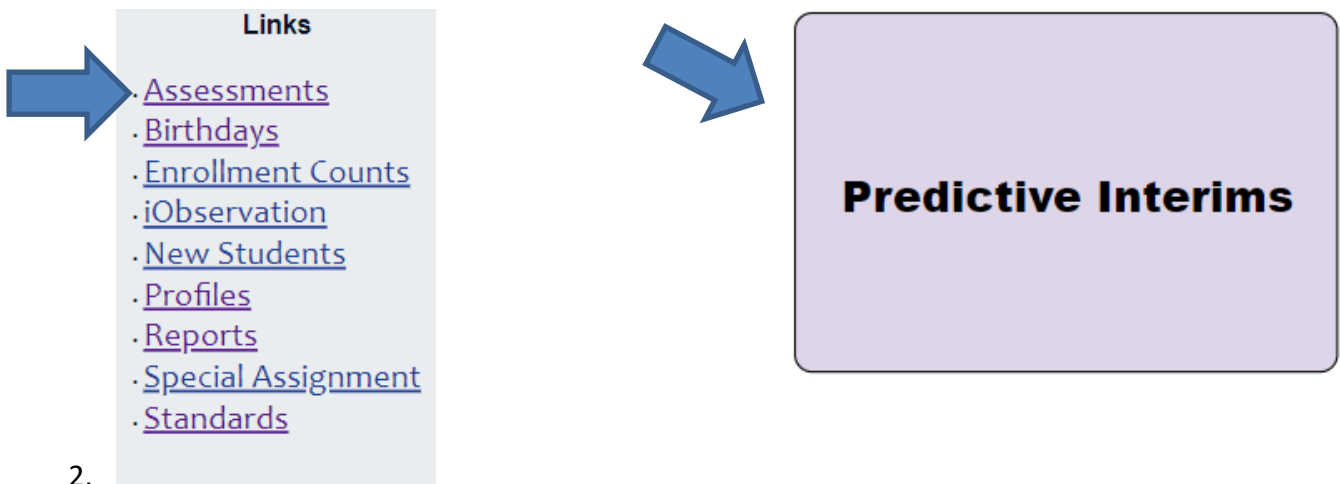 Links
· Assessments
· Birthdays
· Enrollment Counts
· iObservation
· New Students
· Profiles
· Reports
· Special Assignment
· Standards
2.
Predictive Interims